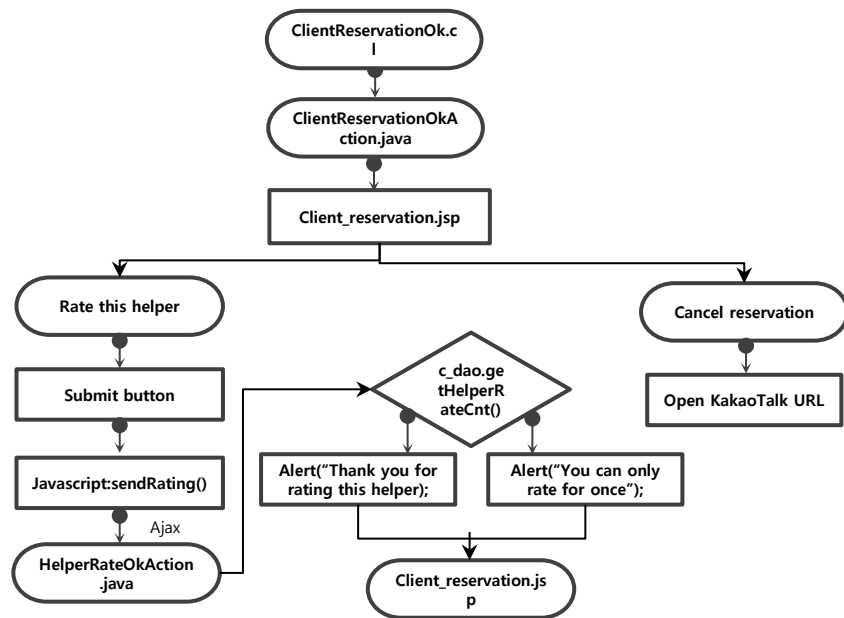 ClientReservationOk.c
l
ClientReservationOkA
ction.java
Client_reservation.jsp
Rate this helper
Cancel reservation
Submit button
c_dao.ge
tHelperR
ateCnt()
Open KakaoTalk URL
Javascript:sendRating()
Alert(“Thank you for
rating this helper);
Alert(“You can only
rate for once”);
Ajax
HelperRateOkAction
.java
Client_reservation.js
p